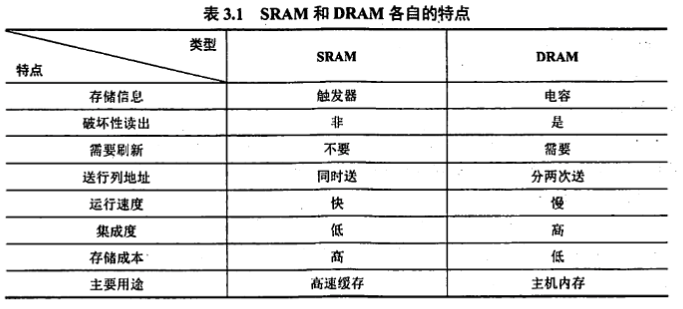 表 3.1 SRAM 和 DRAM 各自的特点
类型
特点
SRAM DRAM
存储信息 触发器 电容
破坏性读出 非 是
需要刷新 不要 需要
送行列地址 同时送 分两次送
运行速度 快 慢
集成度 低 高
存储成本 高 低
主要用途 高速缓存 主机内存